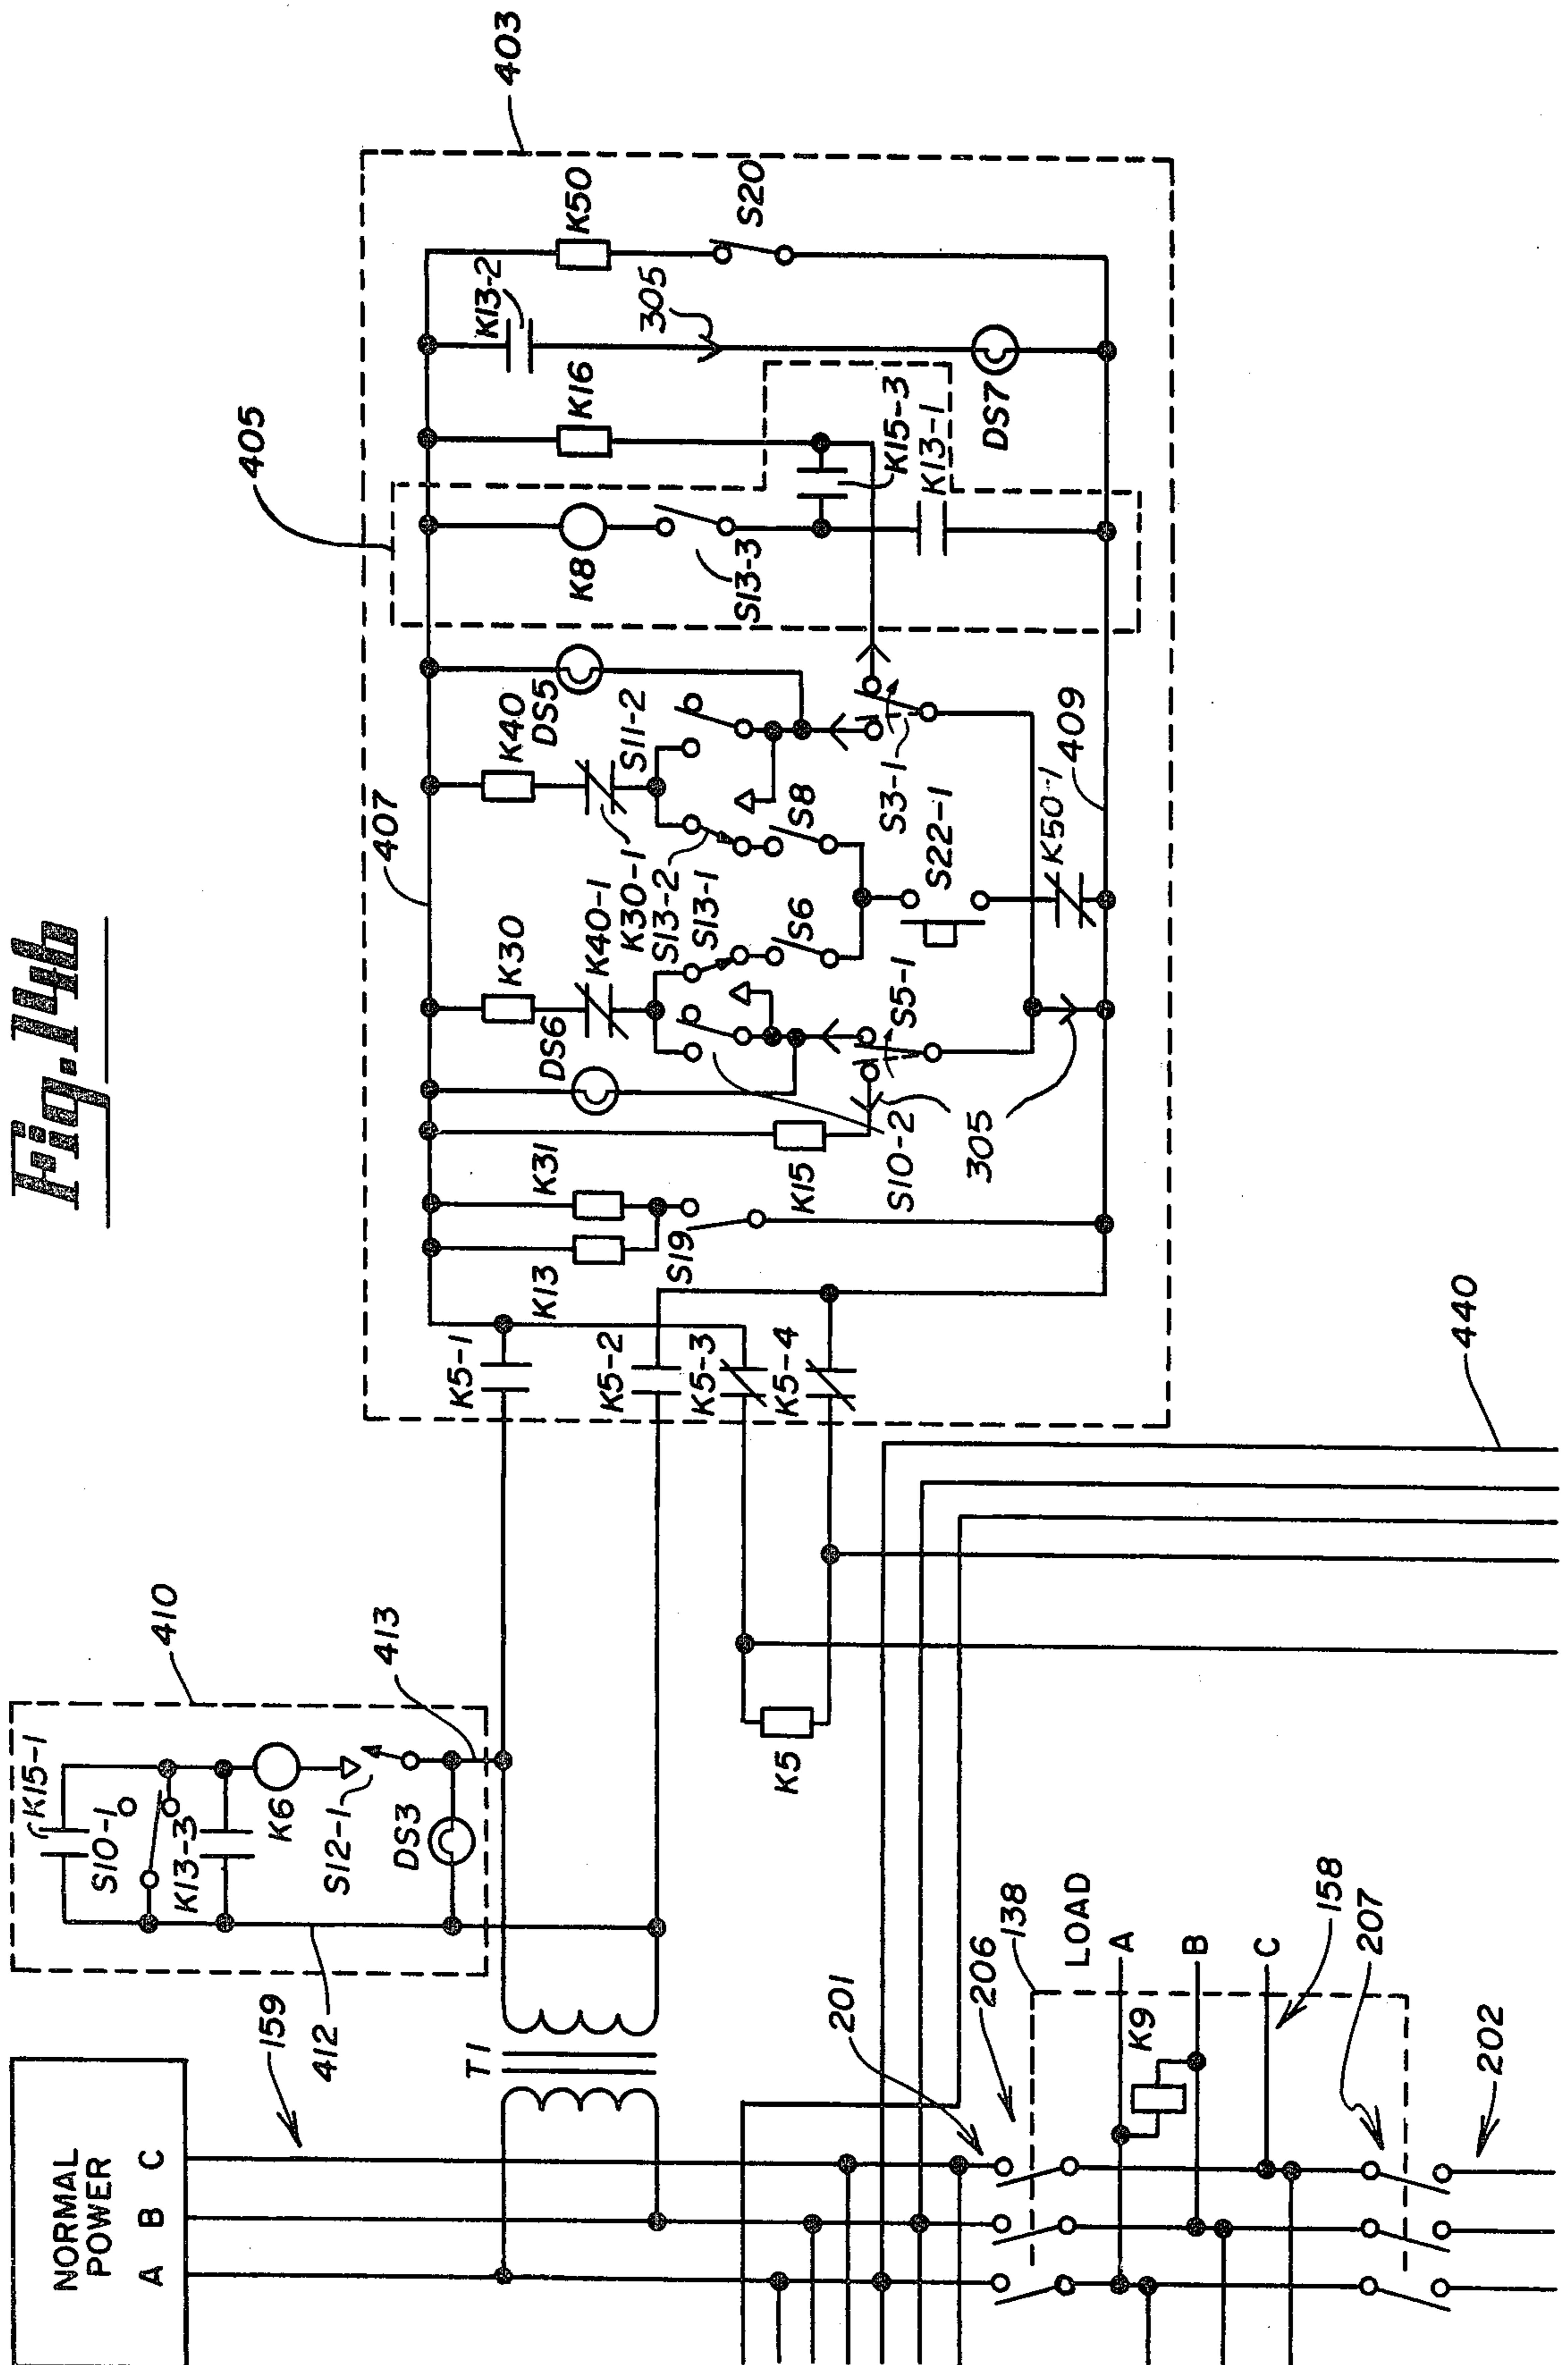 Fig. 14b
NORMAL
POWER
A
B
C
159
412
410
K15-1
S10-1
K13-3
K6
S12-1
DS3
413
T1
201
206
138
LOAD
A
B
C
K9
158
207
202
K5
440
403
405
407
K5-1
K5-2
K5-3
K5-4
K13
K31
S19
K15
DS6
K30
K40-1
K30-1
S13-2
S13-1
S10-2
305
S5-1
S6
S8
S22-1
K50-1
409
S3-1
K40
DS5
S11-2
K8
S13-3
K16
K15-3
K13-1
K13-2
305
DS7
K50
S20